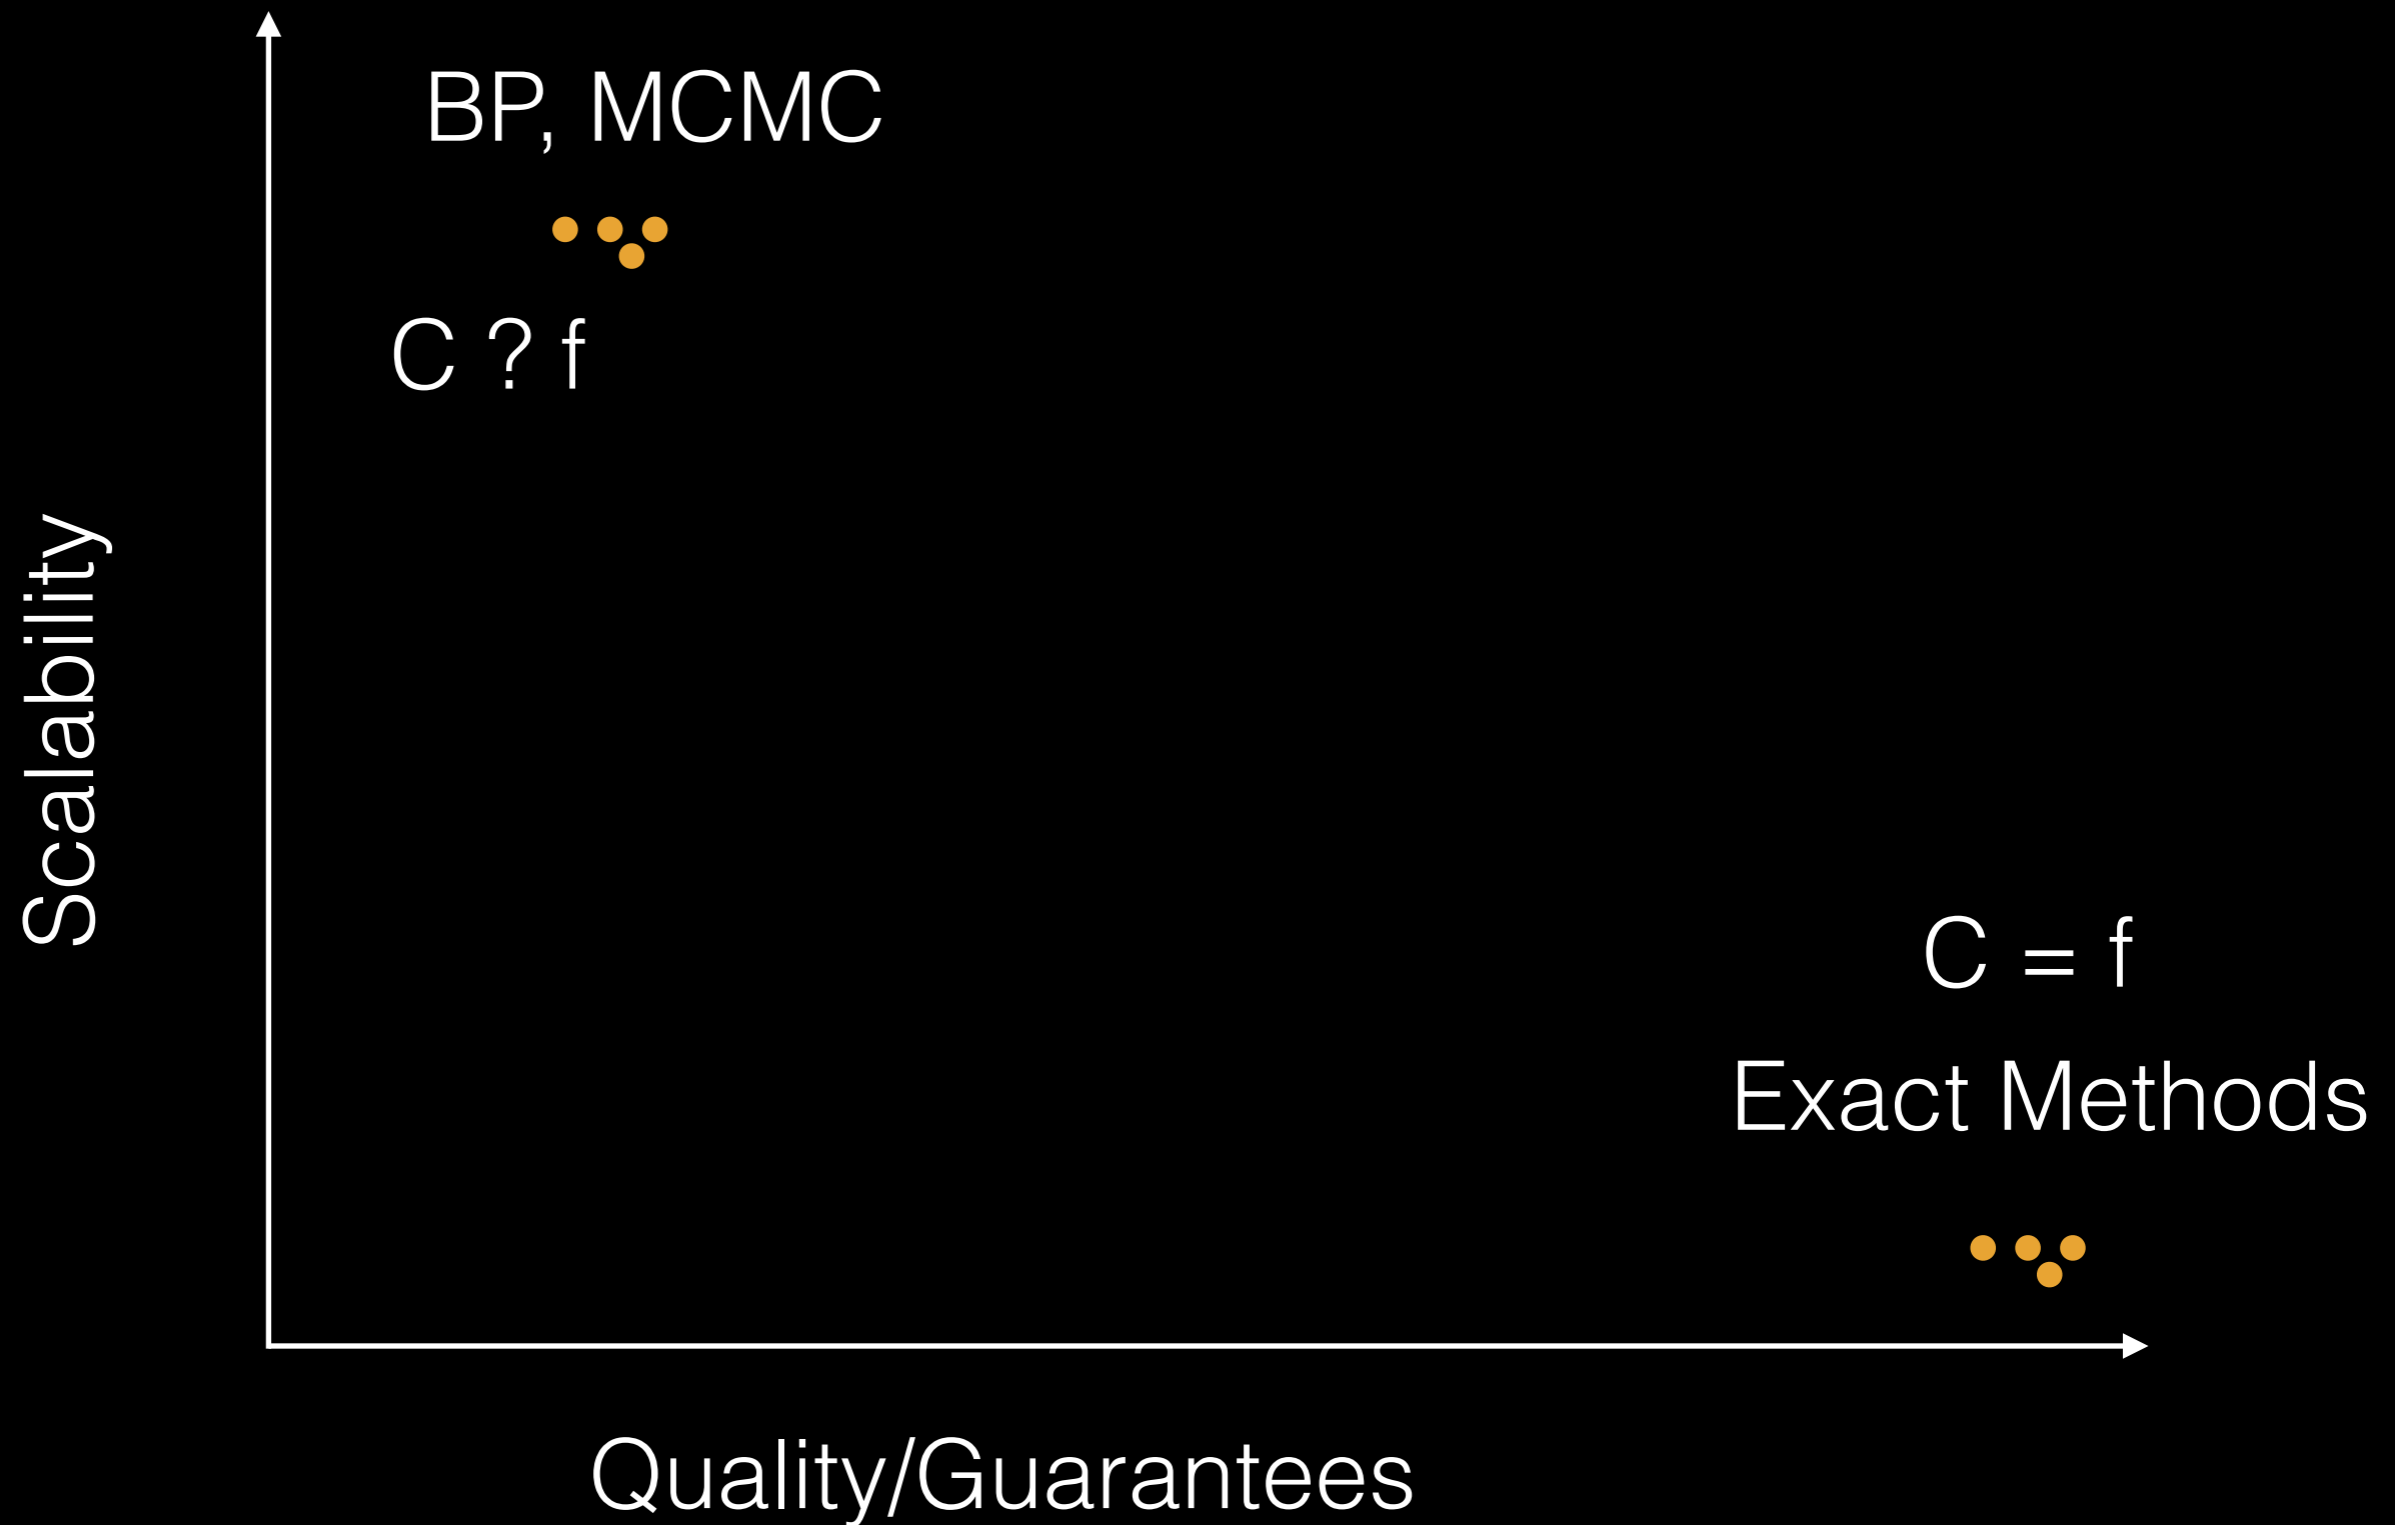 BP, MCMC
C ? f
Scalability
C = f
Exact Methods
Quality/Guarantees